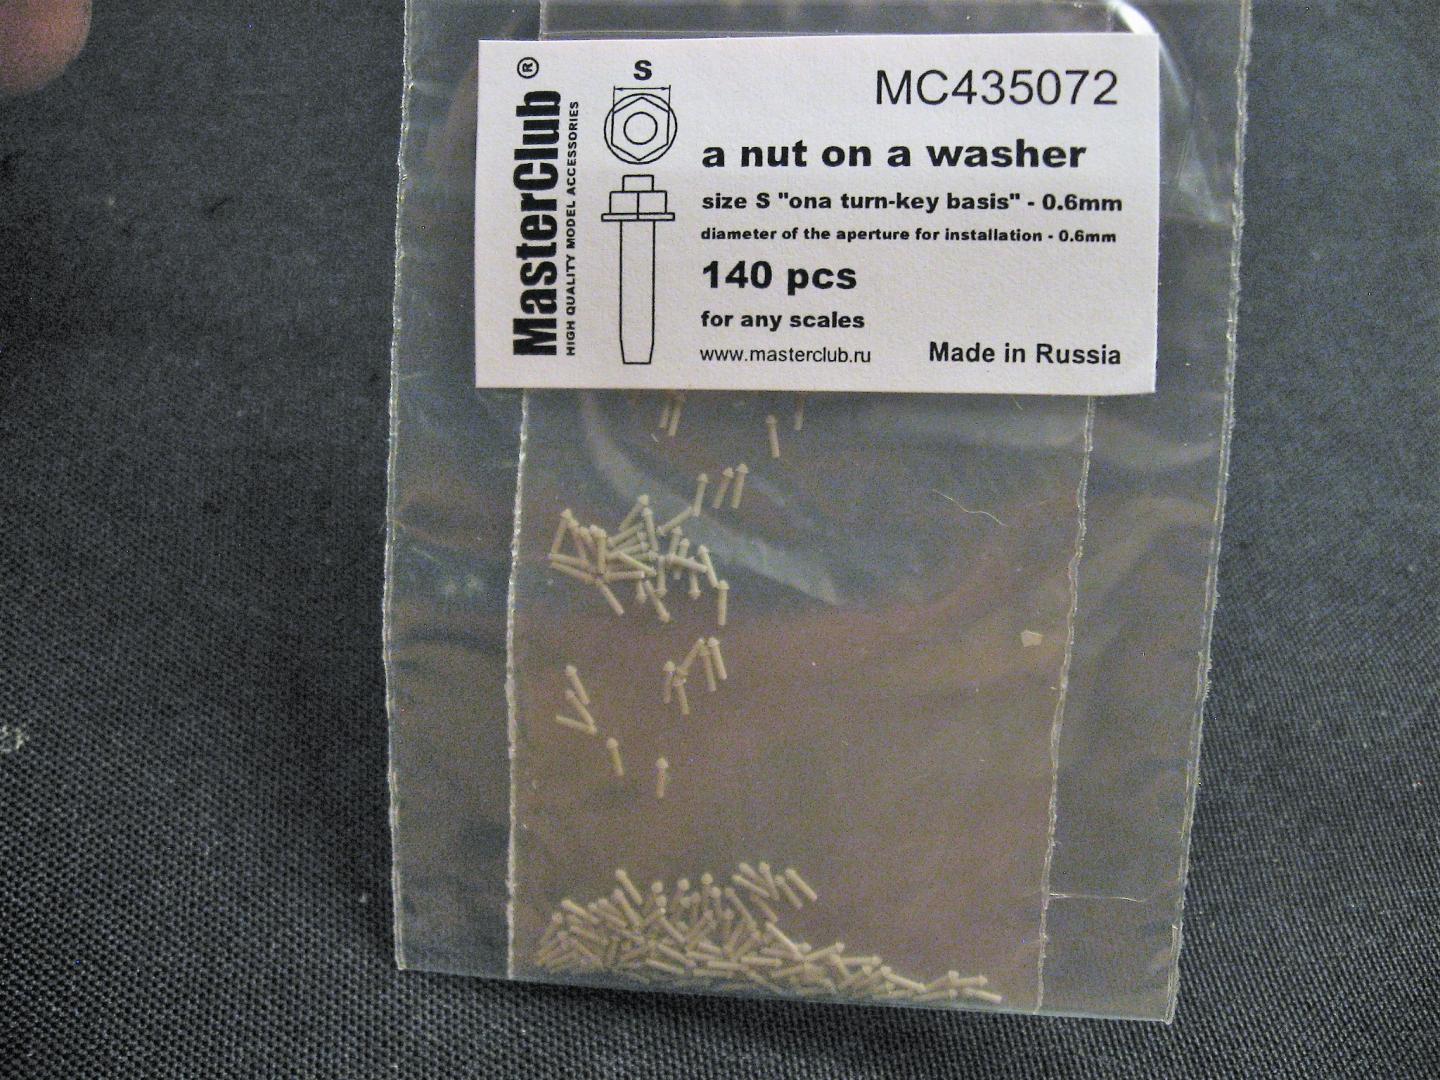 MasterClub®
HIGH QUALITY MODEL ACCESSORIES
S
MC435072
a nut on a washer
size S "ona turn-key basis" - 0.6mm
diameter of the aperture for installation - 0.6mm
140 pcs
for any scales
www.masterclub.ru
Made in Russia